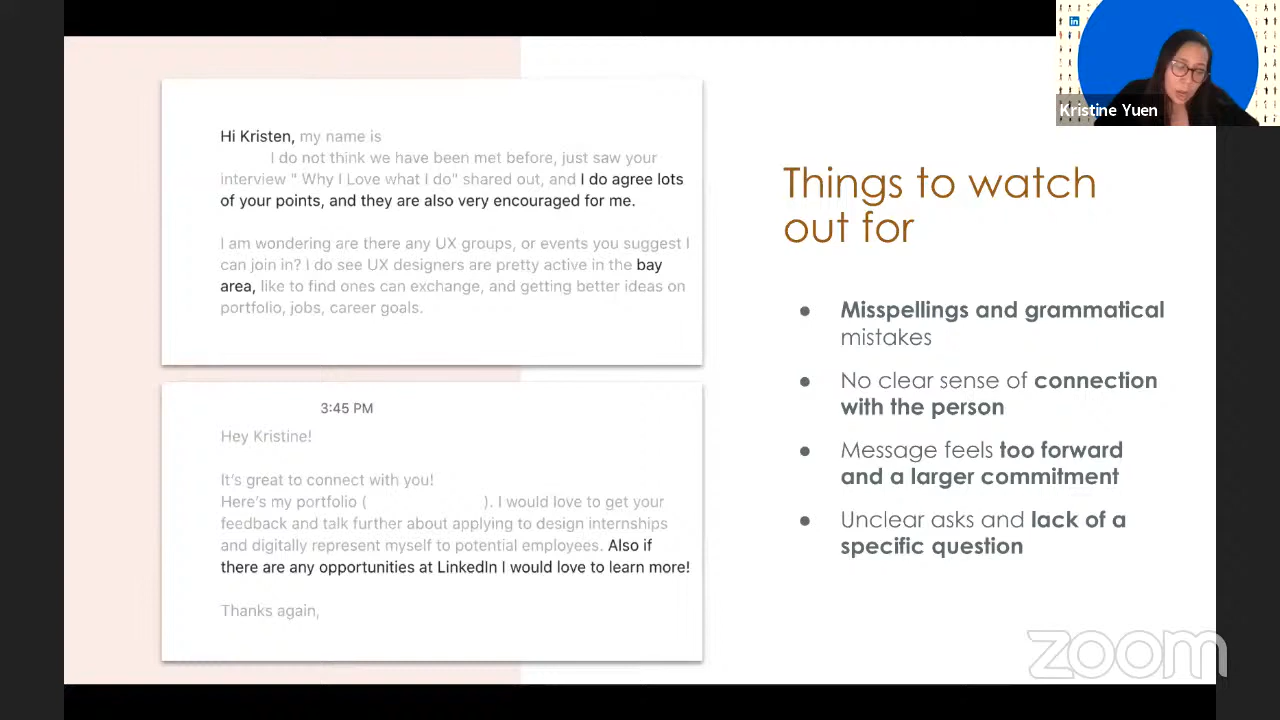 Hi Kristen, my name is
I do not think we have been met before, just saw your
interview " Why I Love what I do" shared out, and I do agree lots
of your points, and they are also very encouraged for me.
I am wondering are there any UX groups, or events you suggest I
can join in? I do see UX designers are pretty active in the bay
area, like to find ones can exchange, and getting better ideas on
portfolio, jobs, career goals.
3:45 PM
Hey Kristine!
It's great to connect with you!
Here's my portfolio ( ). I would love to get your
feedback and talk further about applying to design internships
and digitally represent myself to potential employees. Also if
there are any opportunities at LinkedIn I would love to learn more!
Thanks again,
in
Kristine Yuen
Things to watch
out for
● Misspellings and grammatical
mistakes
● No clear sense of connection
with the person
● Message feels too forward
and a larger commitment
● Unclear asks and lack of a
specific question
zoom